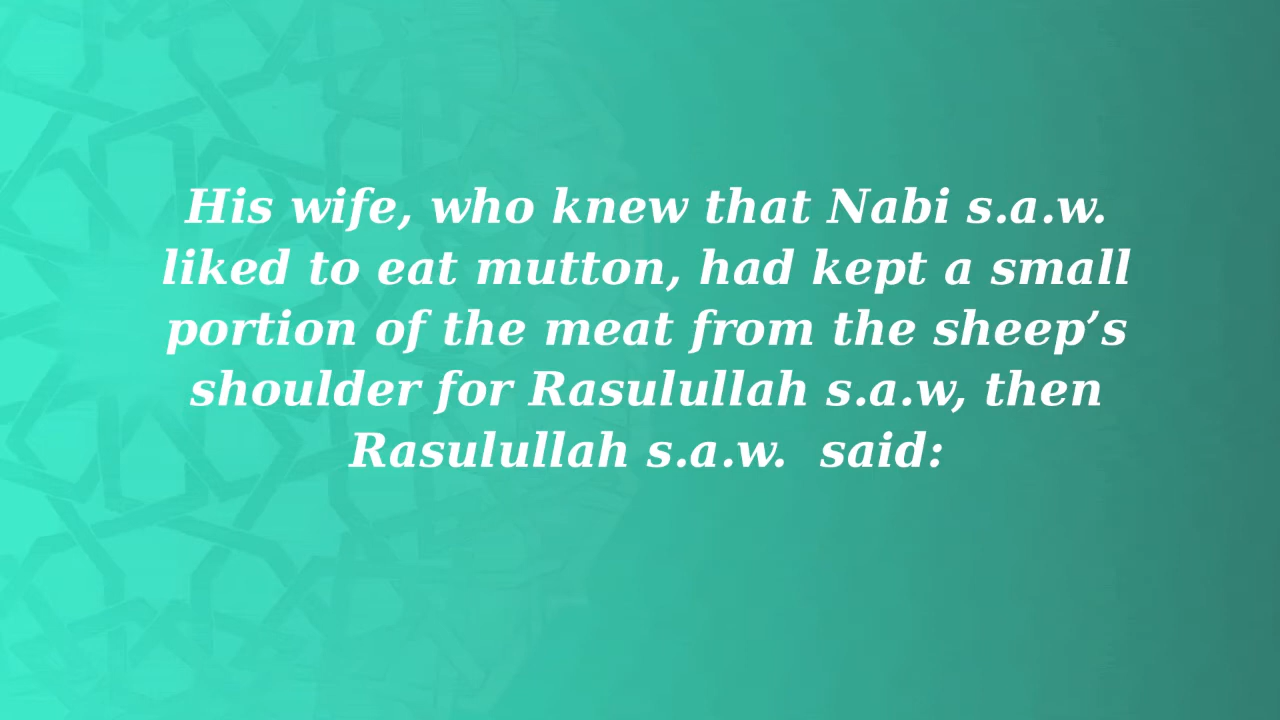 His wife, who knew that Nabi s.a.w.
liked to eat mutton, had kept a small
portion of the meat from the sheep’s
shoulder for Rasulullah s.a.w, then
Rasulullah s.a.w.  said: